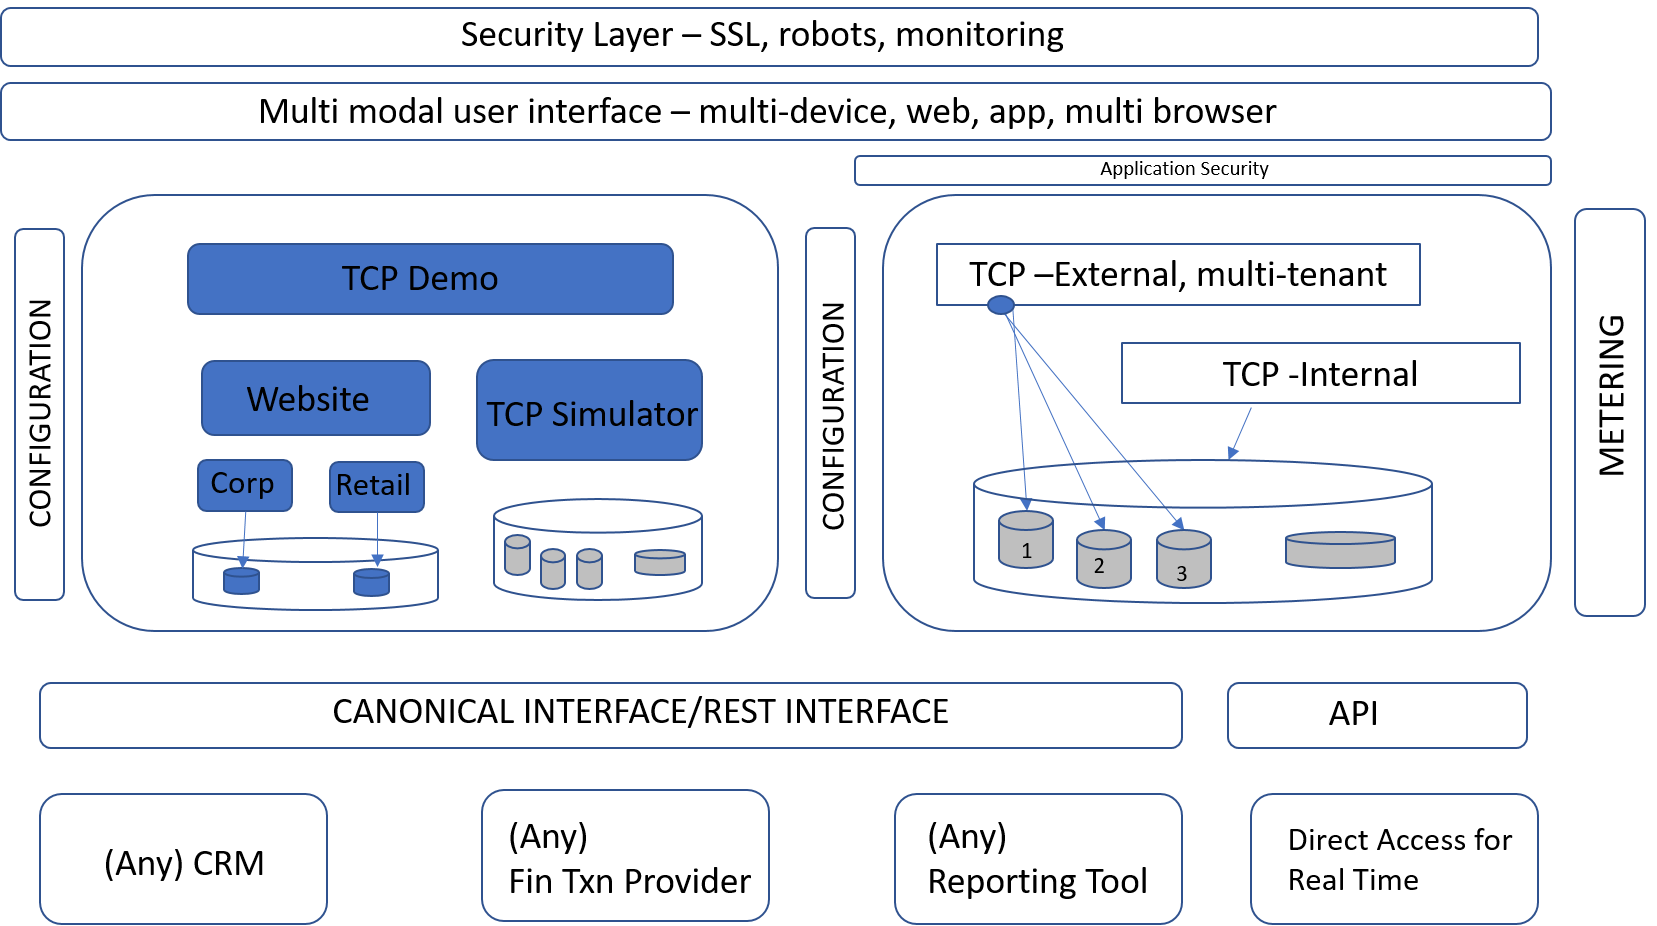 Security Layer – SSL, robots, monitoring
Multi modal user interface – multi-device, web, app, multi browser
Application Security
CONFIGURATION
TCP Demo
Website
TCP Simulator
Corp
Retail
CONFIGURATION
TCP –External, multi-tenant
TCP -Internal
1
2
3
METERING
CANONICAL INTERFACE/REST INTERFACE
API
(Any) CRM
(Any)
Fin Txn Provider
(Any)
Reporting Tool
Direct Access for
Real Time